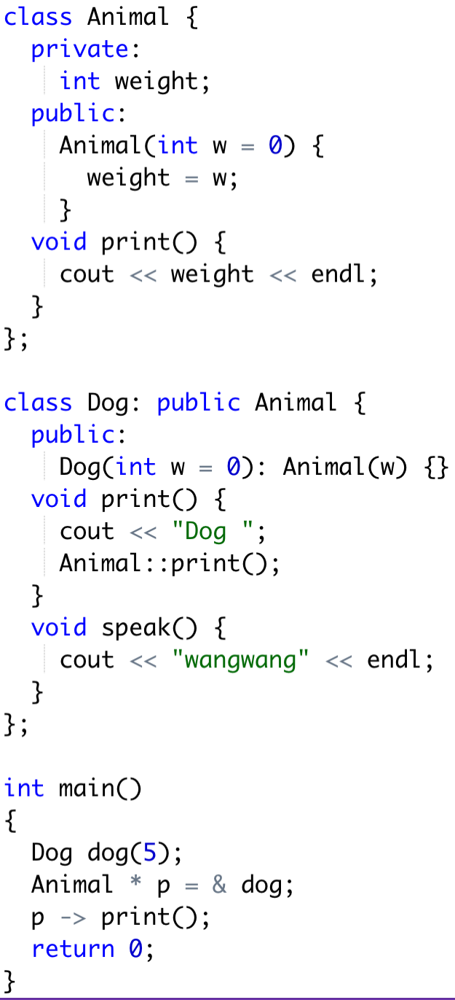 class Animal {
  private:
    int weight;
  public:
    Animal(int w = 0) {
      weight = w;
    }
  void print() {
    cout << weight << endl;
  }
};

class Dog: public Animal {
  public:
    Dog(int w = 0): Animal(w) {}
  void print() {
    cout << "Dog ";
    Animal::print();
  }
  void speak() {
    cout << "wangwang" << endl;
  }
};

int main()
{
  Dog dog(5);
  Animal * p = & dog;
  p -> print();
  return 0;
}